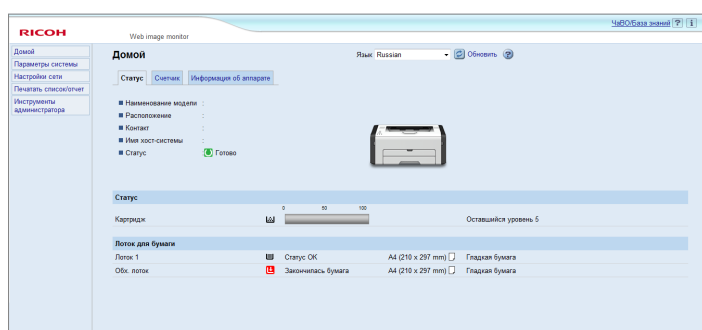 ЧаВО/База знаний ? i
RICOH
Web image monitor
Домой
Параметры системы
Настройки сети
Печатать список/отчет
Инструменты
администратора
Домой
Язык Russian Обновить ?
Статус Счетчик Информация об аппарате
Наименование модели :
Расположение :
Контакт :
Имя хост-системы :
Статус : Готово
Статус
0 50 100
Картридж Оставшийся уровень 5
Лоток для бумаги
Лоток 1 Статус OK A4 (210 x 297 mm) Гладкая бумага
Обх. лоток Закончилась бумага A4 (210 x 297 mm) Гладкая бумага